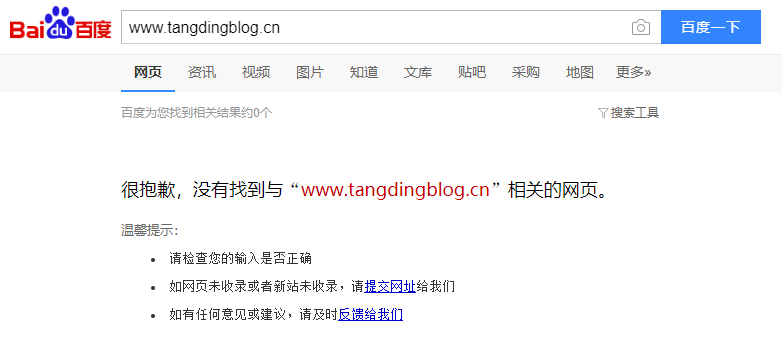 Bai du 百度 www.tangdingblog.cn 百度一下
网页 资讯 视频 图片 知道 文库 贴吧 采购 地图 更多»
百度为您找到相关结果约0个 搜索工具
很抱歉，没有找到与“www.tangdingblog.cn”相关的网页。
温馨提示：
• 请检查您的输入是否正确
• 如网页未收录或者新站未收录，请提交网址给我们
• 如有任何意见或建议，请及时反馈给我们